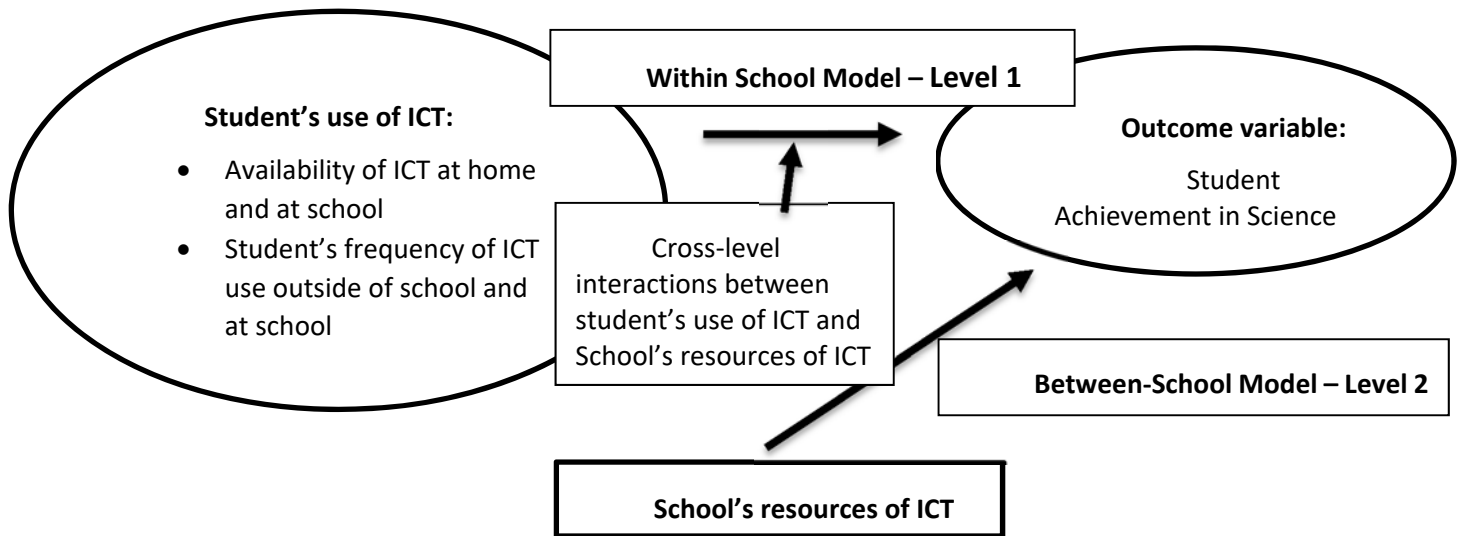 Within School Model – Level 1
Student’s use of ICT:
• Availability of ICT at home
and at school
• Student’s frequency of ICT
use outside of school and
at school
Outcome variable:
Student
Achievement in Science
Cross-level
interactions between
student’s use of ICT and
School’s resources of ICT
Between-School Model – Level 2
School’s resources of ICT